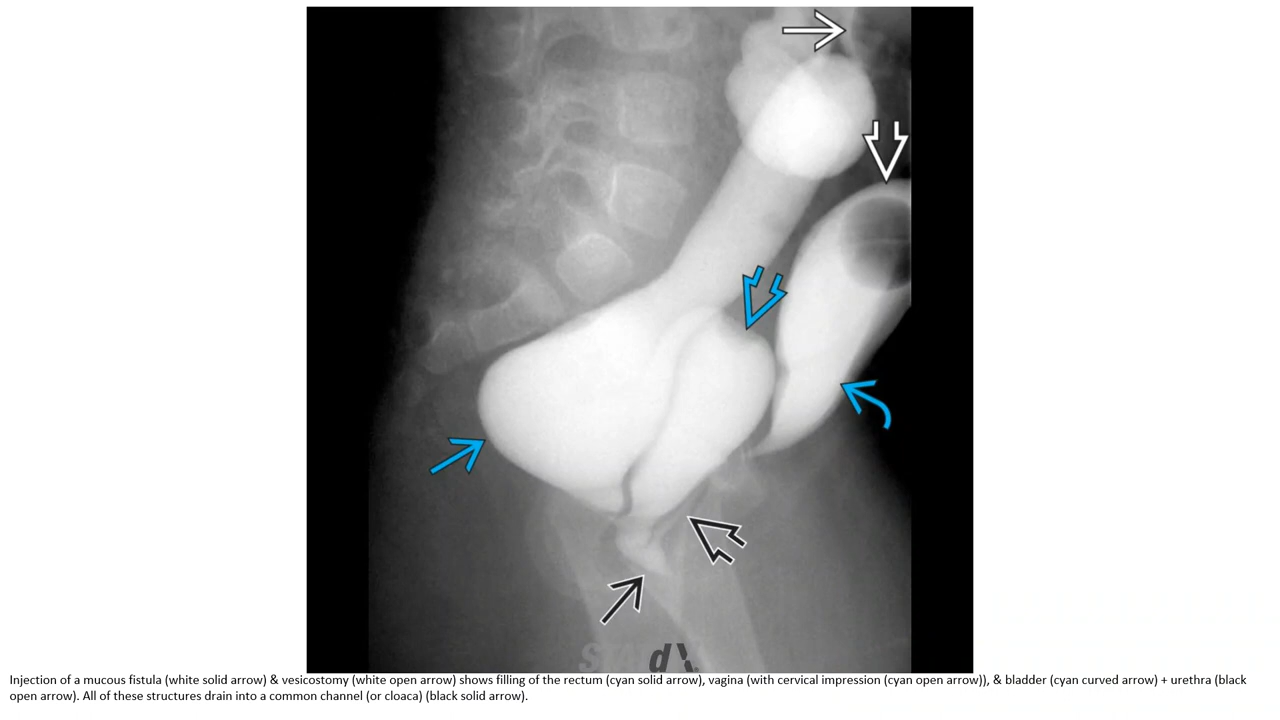 Injection of a mucous fistula (white solid arrow) & vesicostomy (white open arrow) shows filling of the rectum (cyan solid arrow), vagina (with cervical impression (cyan open arrow)), & bladder (cyan curved arrow) + urethra (black
open arrow). All of these structures drain into a common channel (or cloaca) (black solid arrow).